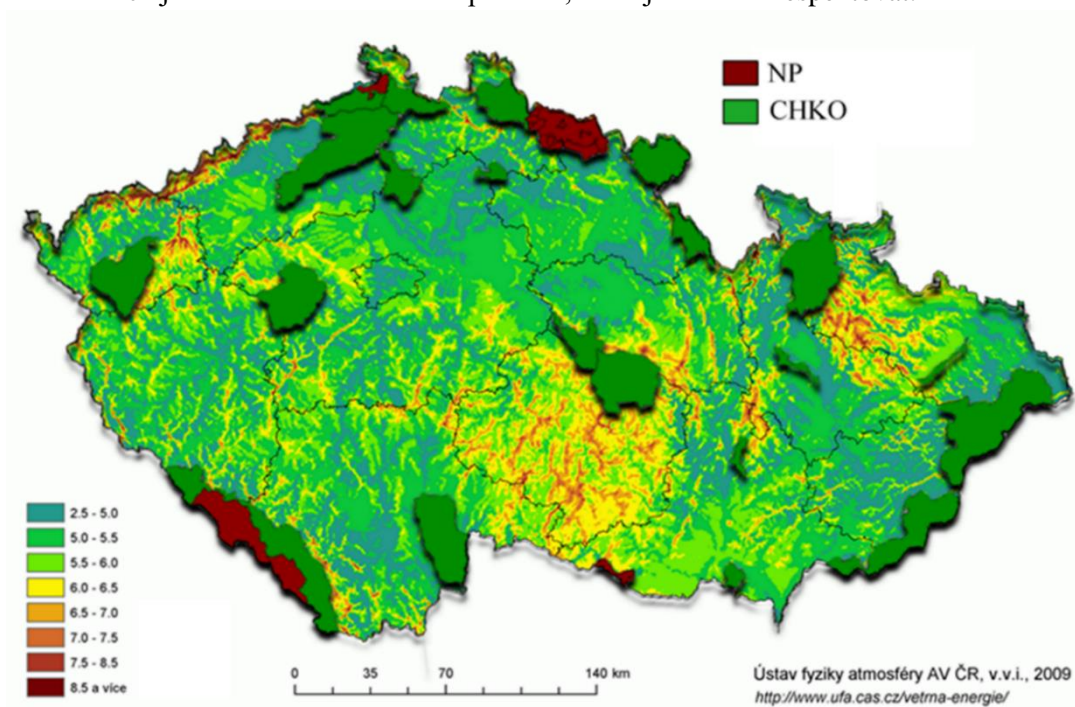 NP
CHKO
2.5 - 5.0
5.0 - 5.5
5.5 - 6.0
6.0 - 6.5
6.5 - 7.0
7.0 - 7.5
7.5 - 8.5
8.5 a více
0 35 70 140 km
Ústav fyziky atmosféry AV ČR, v.v.i., 2009
http://www.ufa.cas.cz/vetrna-energie/